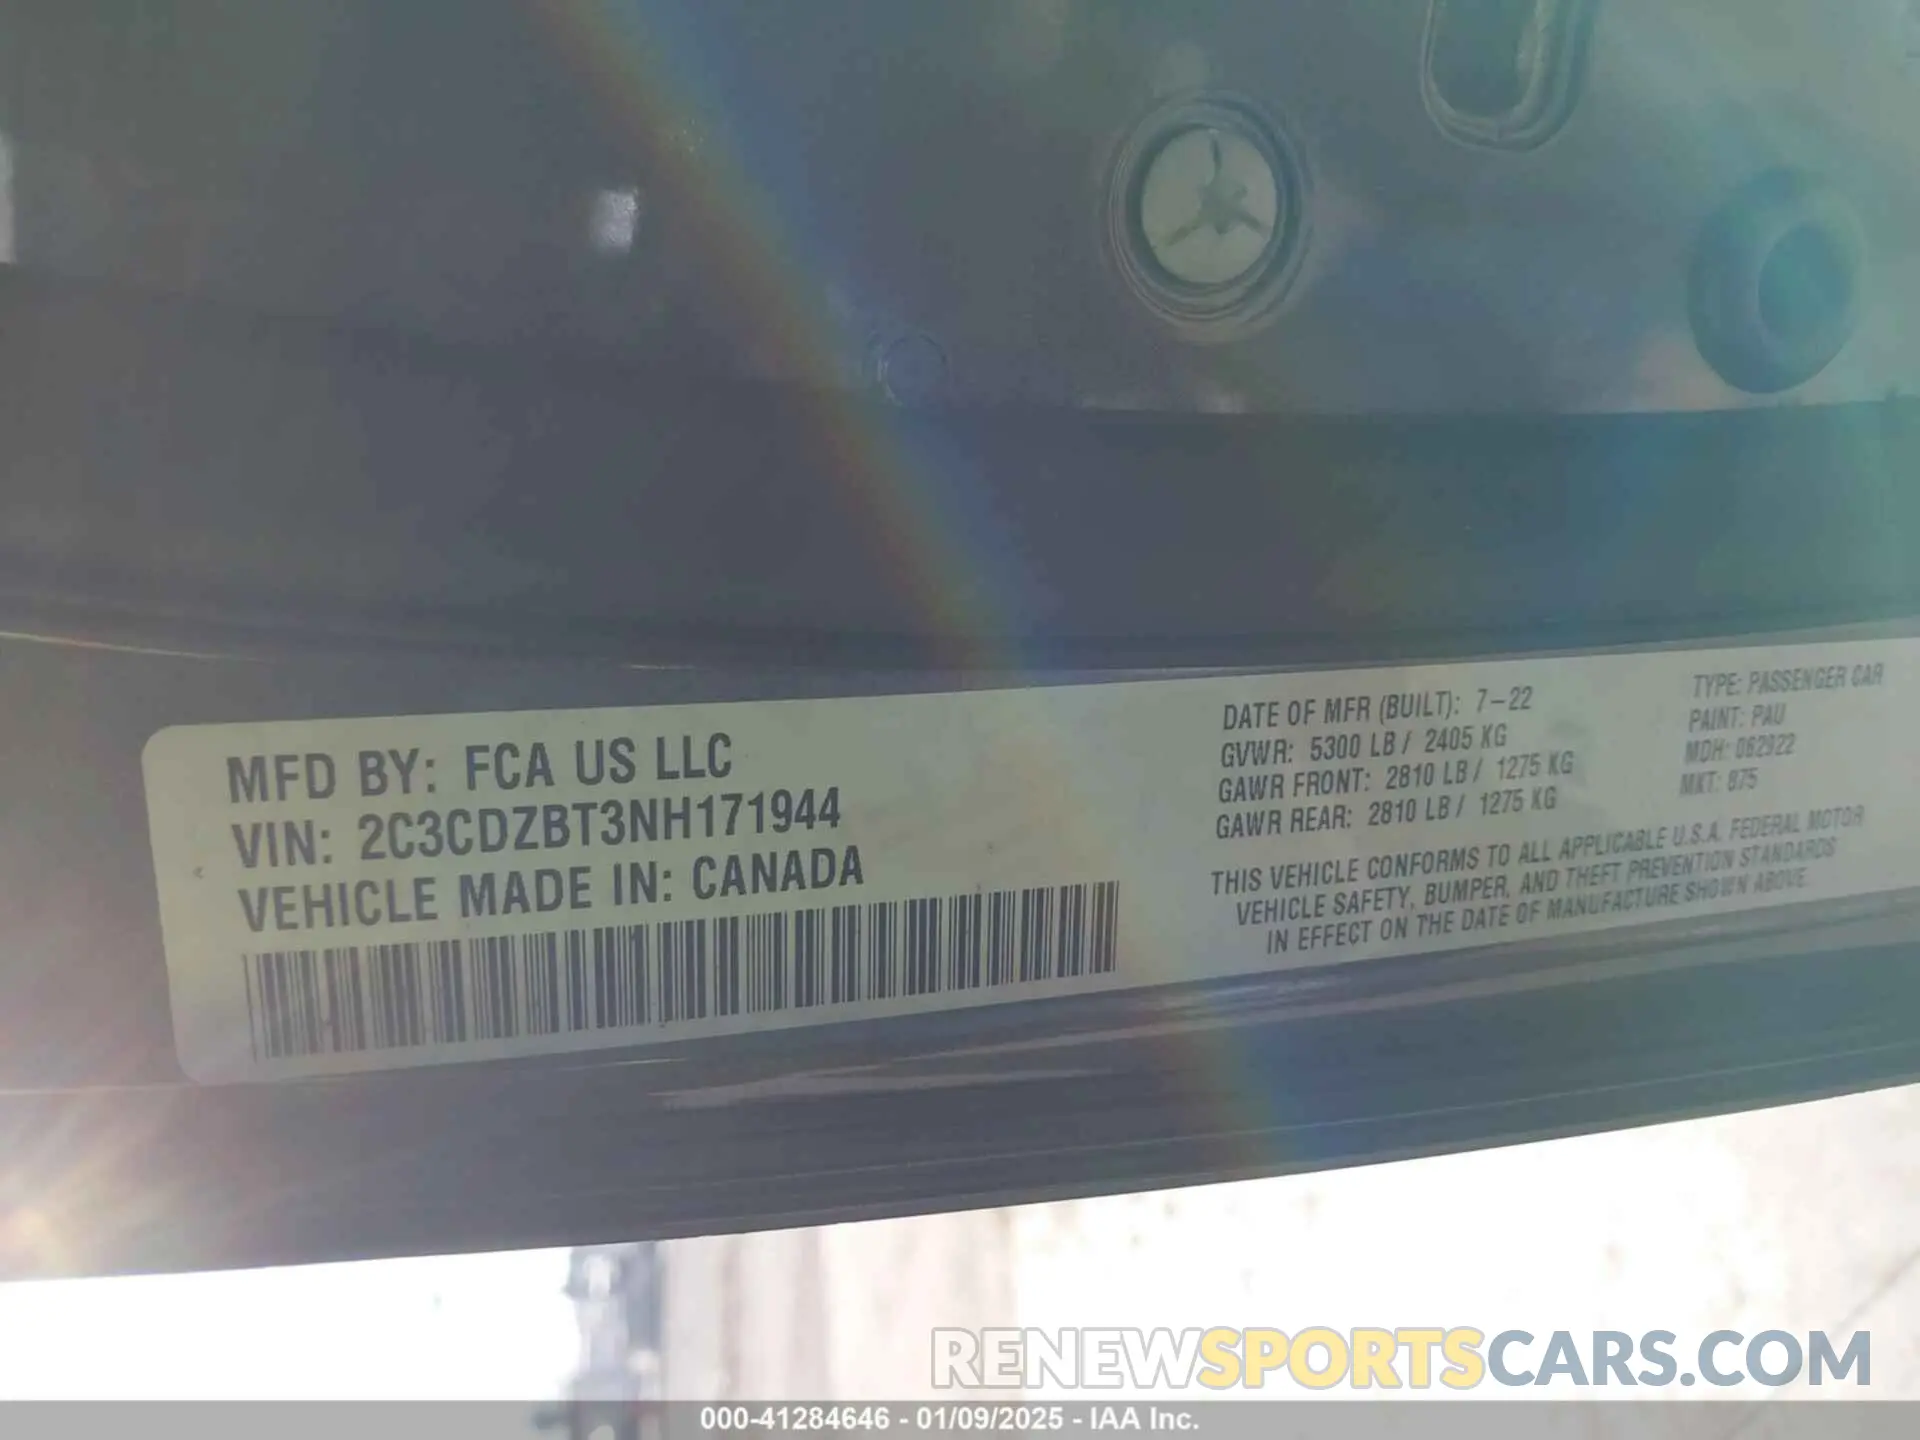 MFD BY: FCA US LLC
VIN: 2C3CDZBT3NH171944
VEHICLE MADE IN: CANADA
DATE OF MFR (BUILT): 7-22
GVWR: 5300 LB / 2405 KG
GAWR FRONT: 2810 LB / 1275 KG
GAWR REAR: 2810 LB / 1275 KG
TYPE: PASSENGER CAR
PAINT: PAU
MDH: 062922
MKT: 875
THIS VEHICLE CONFORMS TO ALL APPLICABLE U.S.A. FEDERAL MOTOR
VEHICLE SAFETY, BUMPER, AND THEFT PREVENTION STANDARDS
IN EFFECT ON THE DATE OF MANUFACTURE SHOWN ABOVE.
RENEWSPORTSCARS.COM
000-41284646 - 01/09/2025 - IAA Inc.